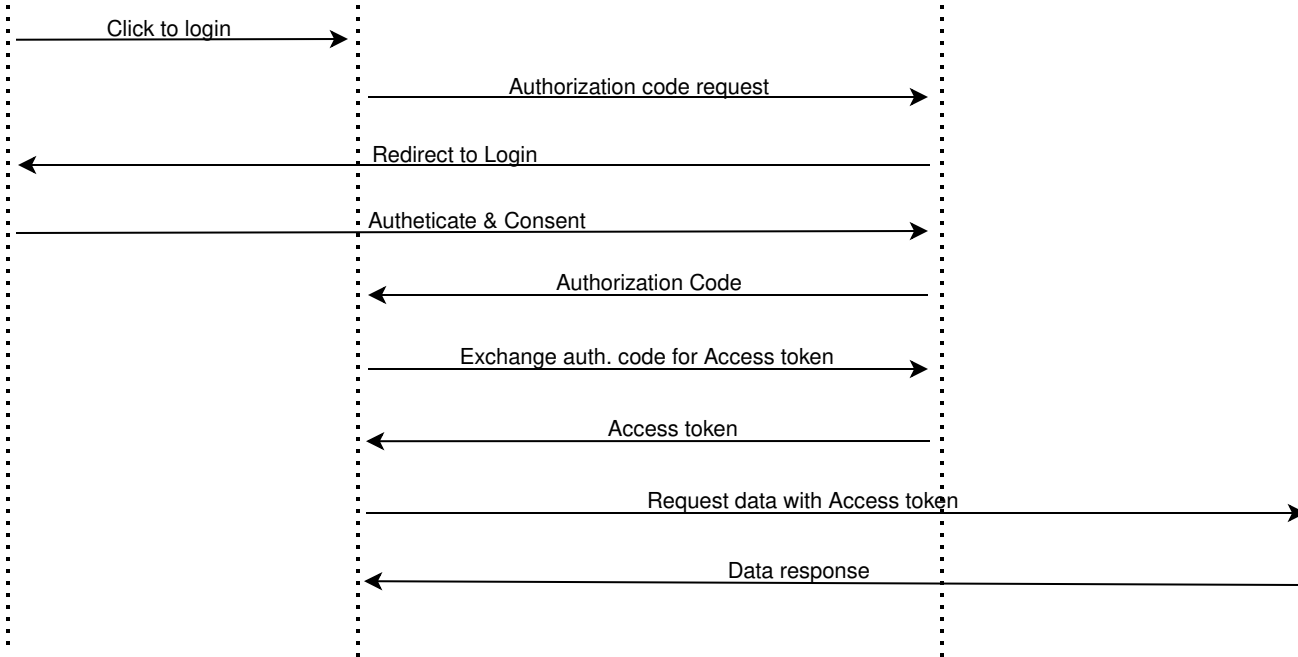 Click to login
Authorization code request
Redirect to Login
Autheticate & Consent
Authorization Code
Exchange auth. code for Access token
Access token
Request data with Access token
Data response